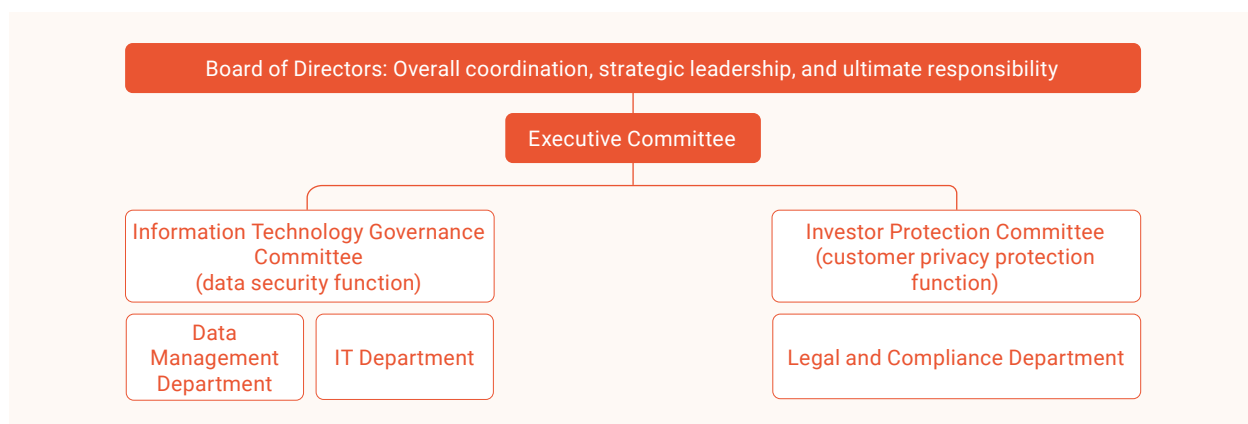 Board of Directors: Overall coordination, strategic leadership, and ultimate responsibility
Executive Committee
Information Technology Governance
Committee
(data security function)
Investor Protection Committee
(customer privacy protection
function)
Data
Management
Department
IT Department
Legal and Compliance Department